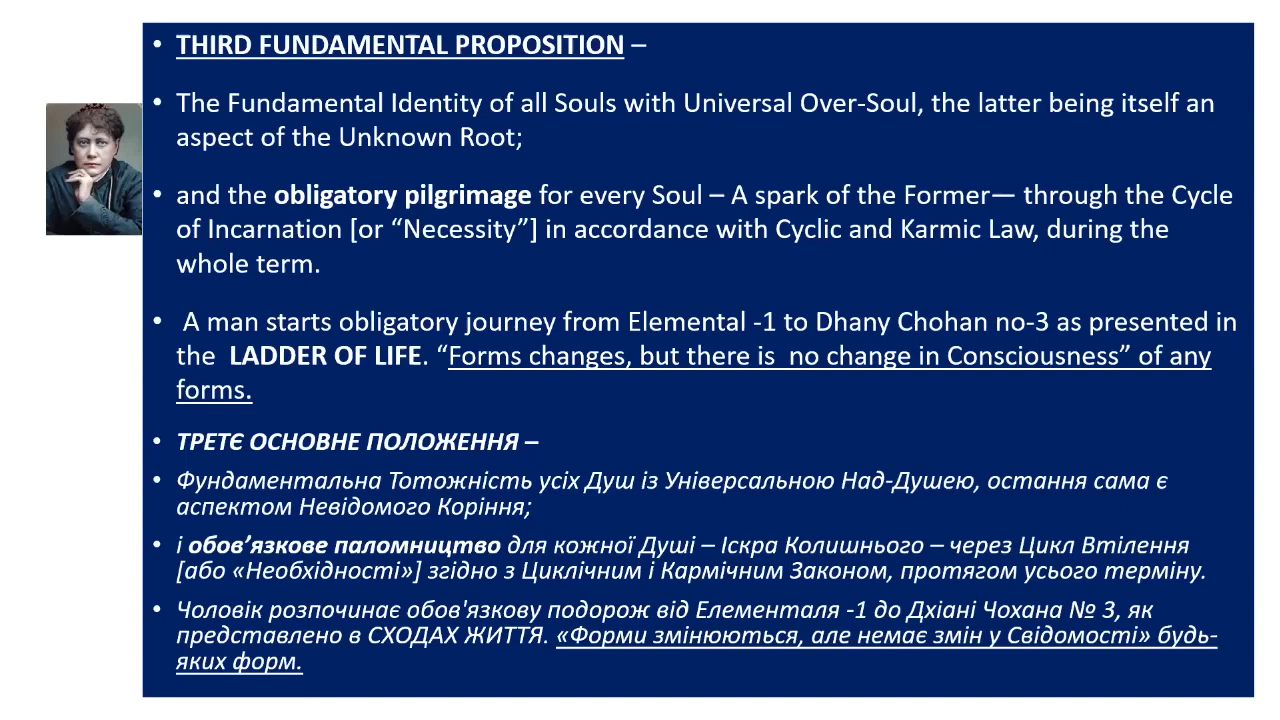 • THIRD FUNDAMENTAL PROPOSITION –
• The Fundamental Identity of all Souls with Universal Over-Soul, the latter being itself an
aspect of the Unknown Root;
• and the obligatory pilgrimage for every Soul – A spark of the Former— through the Cycle
of Incarnation [or “Necessity”] in accordance with Cyclic and Karmic Law, during the
whole term.
• A man starts obligatory journey from Elemental -1 to Dhany Chohan no-3 as presented in
the LADDER OF LIFE. “Forms changes, but there is no change in Consciousness” of any
forms.
• ТРЕТЄ ОСНОВНЕ ПОЛОЖЕННЯ –
• Фундаментальна Тотожність усіх Душ із Універсальною Над-Душею, остання сама є
аспектом Невідомого Коріння;
• і обов’язкове паломництво для кожної Душі – Іскра Колишнього – через Цикл Втілення
[або «Необхідності»] згідно з Циклічним і Кармічним Законом, протягом усього терміну.
• Чоловік розпочинає обов'язкову подорож від Елементаля -1 до Дхіані Чохана № 3, як
представлено в СХОДАХ ЖИТТЯ. «Форми змінюються, але немає змін у Свідомості» будь-
яких форм.